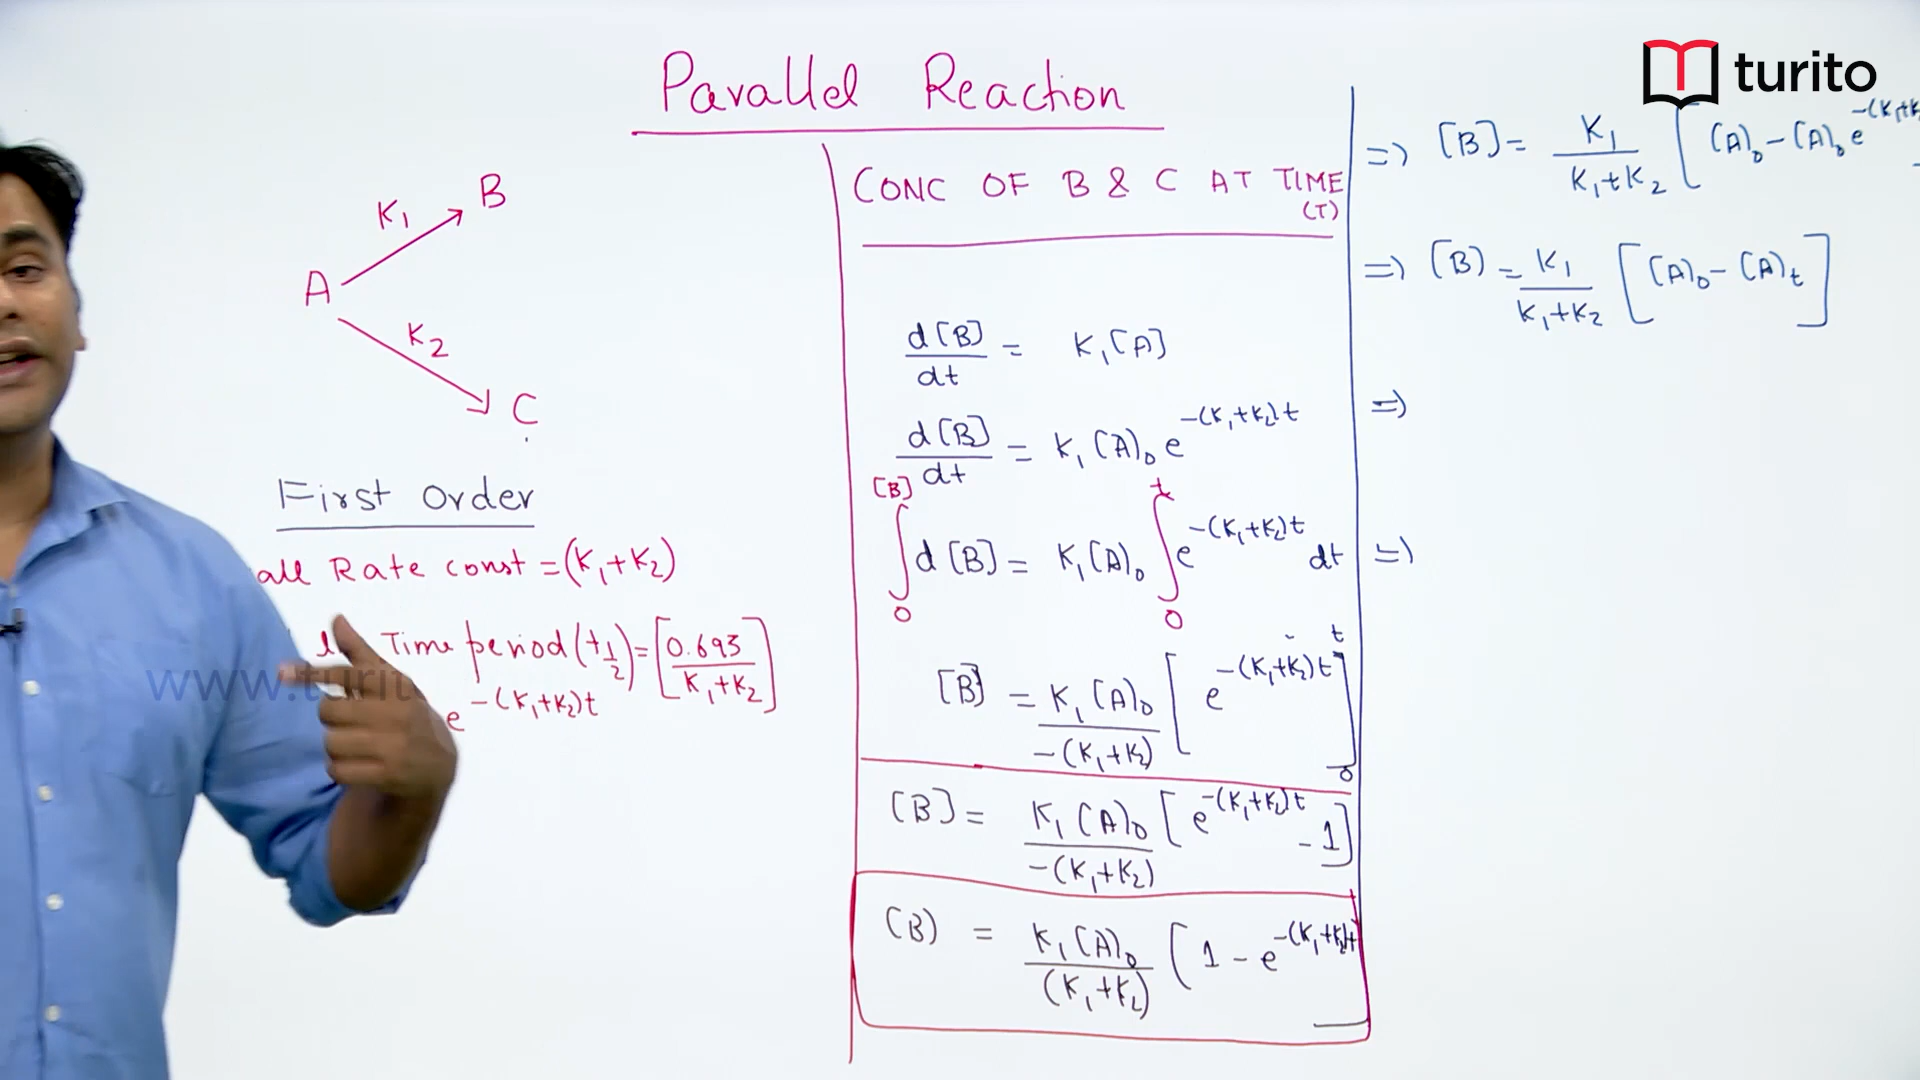 Parallel Reaction
turito
K₁
B
A
K₂
C
First Order
all Rate const = (K₁+K₂)
Time period (t½) = [0.693 / K₁+K₂]
e^-(K₁+K₂)t
www.turito
CONC OF B & C AT TIME
(T)
d[B]/dt = K₁[A]
d[B]/dt = K₁[A]₀ e^-(K₁+K₂)t
∫₀^[B] d[B] = K₁[A]₀ ∫₀^t e^-(K₁+K₂)t dt
[B] = K₁[A]₀ / -(K₁+K₂) [e^-(K₁+K₂)t]₀^t
[B] = K₁[A]₀ / -(K₁+K₂) [e^-(K₁+K₂)t - 1]
[B] = K₁[A]₀ / (K₁+K₂) (1 - e^-(K₁+K₂)t
=> [B] = K₁ / K₁+K₂ [[A]₀ - [A]₀ e^-(K₁+K
=> [B] = K₁ / K₁+K₂ [[A]₀ - [A]t]
=>
=>